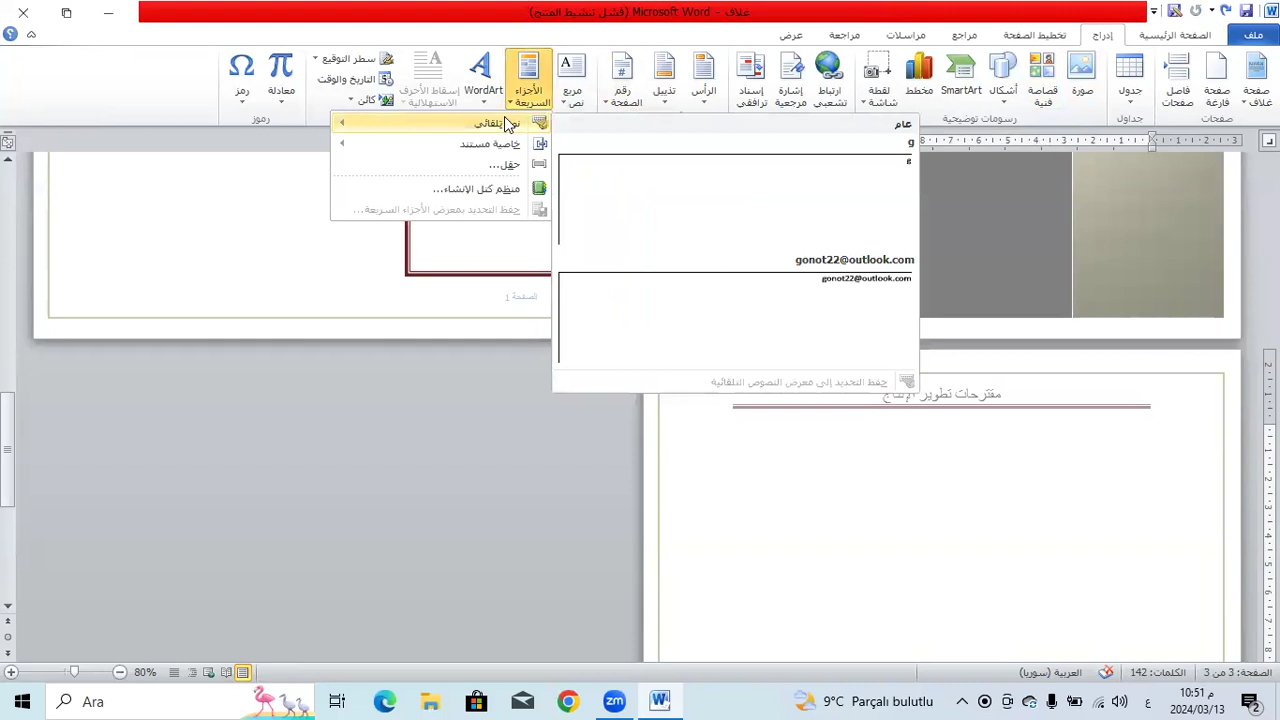 غلاف - Microsoft Word (فشل تنشيط المنتج)
ملف الصفحة الرئيسية إدراج تخطيط الصفحة مراجع مراسلات مراجعة عرض
صفحة غلاف صفحة فارغة فاصل صفحات جدول صورة قصاصة فنية أشكال SmartArt مخطط لقطة شاشة ارتباط تشعبي إشارة مرجعية إسناد ترافقي الرأس تذييل رقم الصفحة مربع نص الأجزاء السريعة WordArt إسقاط الأحرف الاستهلالية سطر التوقيع التاريخ والوقت كائن معادلة رمز
صفحات جداول رسومات توضيحية رموز
خاصية مستند
حقل...
منظم كتل الإنشاء...
حفظ التحديد بمعرض الأجزاء السريعة...
عام
g
g
gonot22@outlook.com
gonot22@outlook.com
حفظ التحديد إلى معرض النصوص التلقائية
الصفحة 1
مقترحات تطوير الإنتاج
الصفحة: 3 من 3 الكلمات: 142 العربية (سوريا) 80%
Ara 9°C Parçalı bulutlu ع 10:51 م
2024/03/13 2